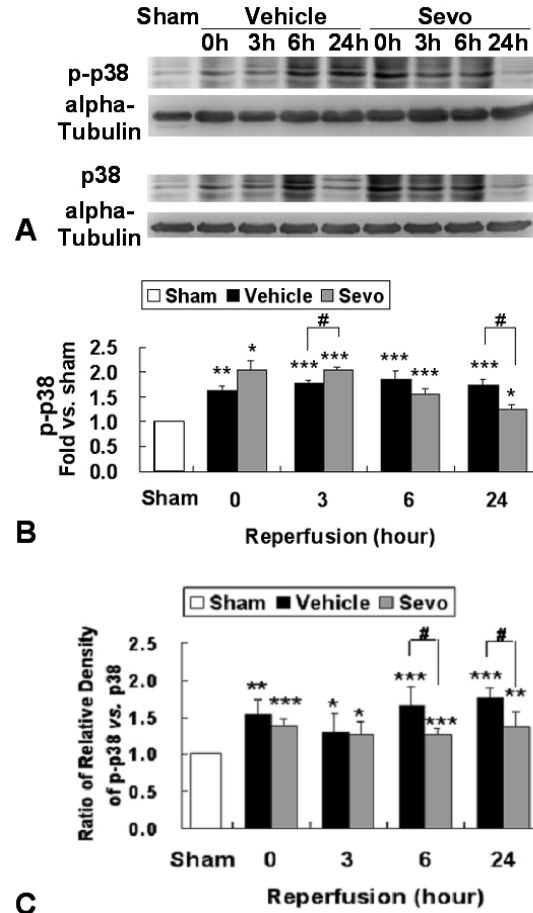 Sham Vehicle Sevo
0h 3h 6h 24h 0h 3h 6h 24h
p-p38
alpha-
Tubulin
p38
alpha-
Tubulin
A
Sham Vehicle Sevo
# #
** * *** *** *** *** *** *
p-p38
Fold vs. sham
2.5
2.0
1.5
1.0
0.5
0.0
Sham 0 3 6 24
Reperfusion (hour)
B
Sham Vehicle Sevo
# #
** *** * * *** *** *** **
Ratio of Relative Density
of p-p38 vs. p38
2.5
2.0
1.5
1.0
0.5
0.0
Sham 0 3 6 24
Reperfusion (hour)
C